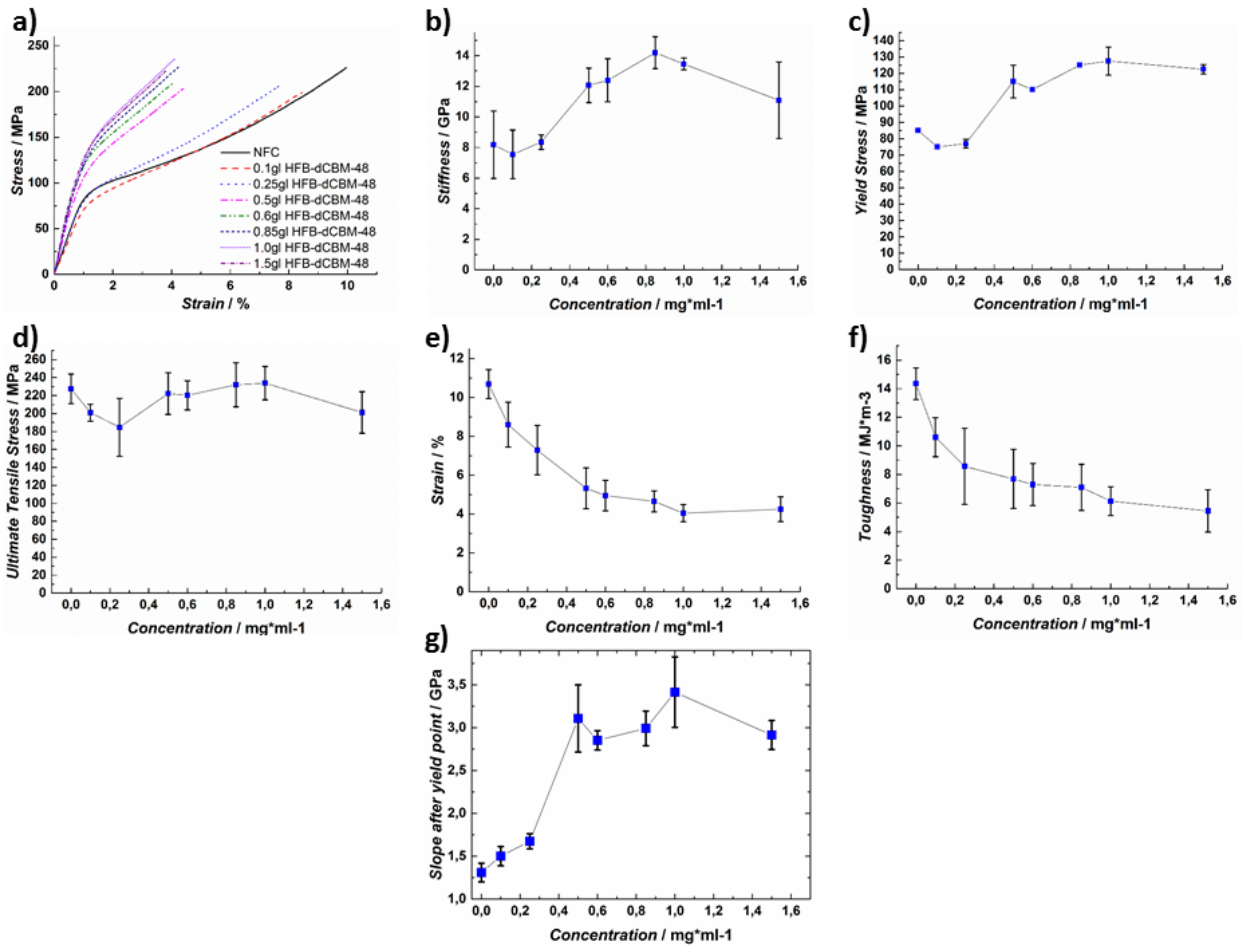 a)
250
200
150
100
50
0
Stress / MPa
NFC
0.1gl HFB-dCBM-48
0.25gl HFB-dCBM-48
0.5gl HFB-dCBM-48
0.6gl HFB-dCBM-48
0.85gl HFB-dCBM-48
1.0gl HFB-dCBM-48
1.5gl HFB-dCBM-48
0 2 4 6 8 10
Strain / %
b)
14
12
10
8
6
4
2
0
Stiffness / GPa
0,0 0,2 0,4 0,6 0,8 1,0 1,2 1,4 1,6
Concentration / mg*ml-1
c)
140
130
120
110
100
90
80
70
60
50
40
30
20
10
0
Yield Stress / MPa
0,0 0,2 0,4 0,6 0,8 1,0 1,2 1,4 1,6
Concentration / mg*ml-1
d)
260
240
220
200
180
160
140
120
100
80
60
40
20
0
Ultimate Tensile Stress / MPa
0,0 0,2 0,4 0,6 0,8 1,0 1,2 1,4 1,6
Concentration / mg*ml-1
e)
12
10
8
6
4
2
0
Strain / %
0,0 0,2 0,4 0,6 0,8 1,0 1,2 1,4 1,6
Concentration / mg*ml-1
f)
16
14
12
10
8
6
4
2
0
Toughness / MJ*m-3
0,0 0,2 0,4 0,6 0,8 1,0 1,2 1,4 1,6
Concentration / mg*ml-1
g)
3,5
3,0
2,5
2,0
1,5
1,0
Slope after yield point / GPa
0,0 0,2 0,4 0,6 0,8 1,0 1,2 1,4 1,6
Concentration / mg*ml-1